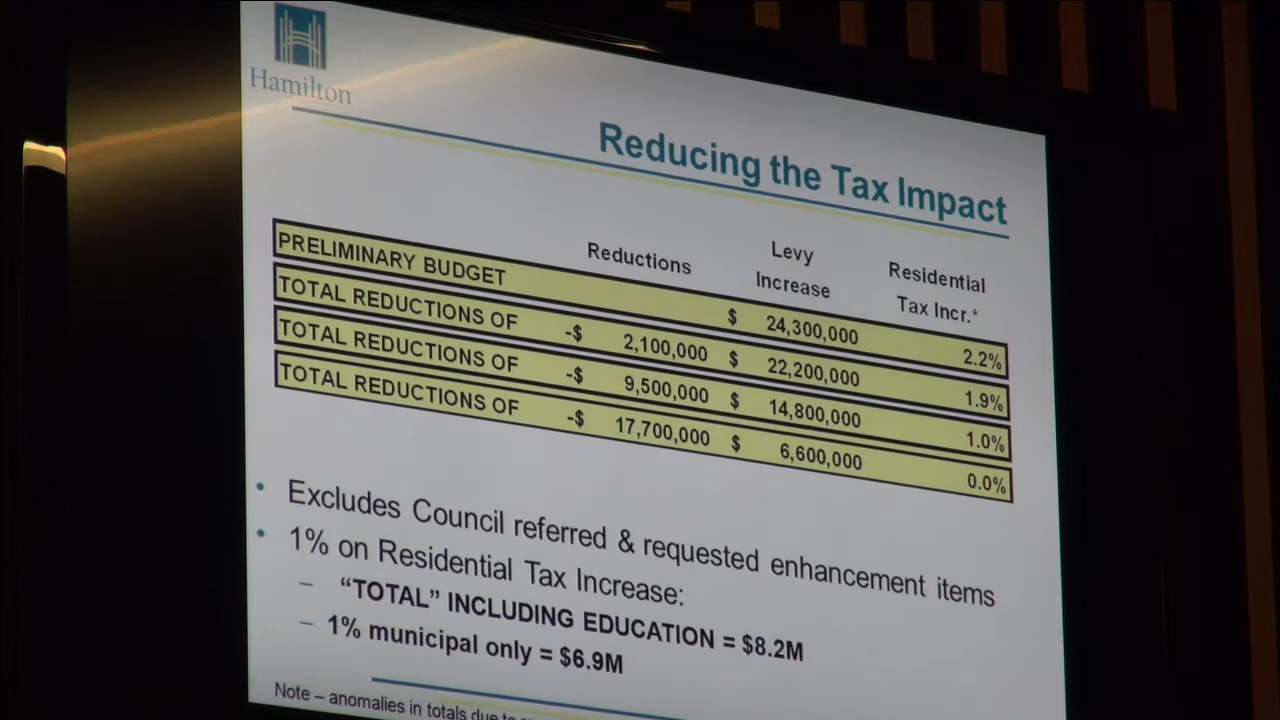 Hamilton
Reducing the Tax Impact
Reductions Levy Increase Residential Tax Incr.*
PRELIMINARY BUDGET $ 24,300,000 2.2%
TOTAL REDUCTIONS OF -$ 2,100,000 $ 22,200,000 1.9%
TOTAL REDUCTIONS OF -$ 9,500,000 $ 14,800,000 1.0%
TOTAL REDUCTIONS OF -$ 17,700,000 $ 6,600,000 0.0%
• Excludes Council referred & requested enhancement items
• 1% on Residential Tax Increase:
– “TOTAL” INCLUDING EDUCATION = $8.2M
– 1% municipal only = $6.9M
Note – anomalies in totals due to